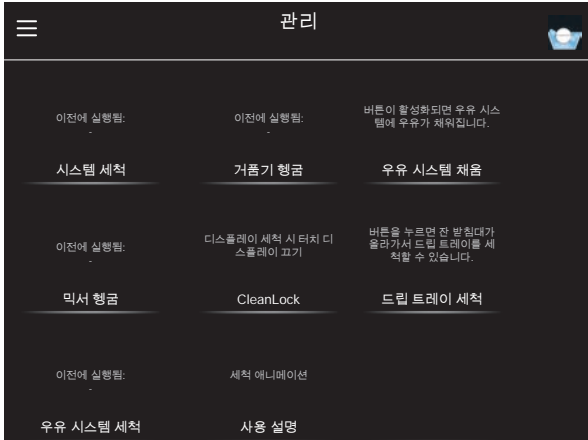 관리
이전에 실행됨:
-
시스템 세척
이전에 실행됨:
-
거품기 헹굼
버튼이 활성화되면 우유 시스
템에 우유가 채워집니다.
우유 시스템 채움
이전에 실행됨:
-
믹서 헹굼
디스플레이 세척 시 터치 디
스플레이 끄기
CleanLock
버튼을 누르면 잔 받침대가
올라가서 드립 트레이를 세
척할 수 있습니다.
드립 트레이 세척
이전에 실행됨:
-
우유 시스템 세척
세척 애니메이션
사용 설명